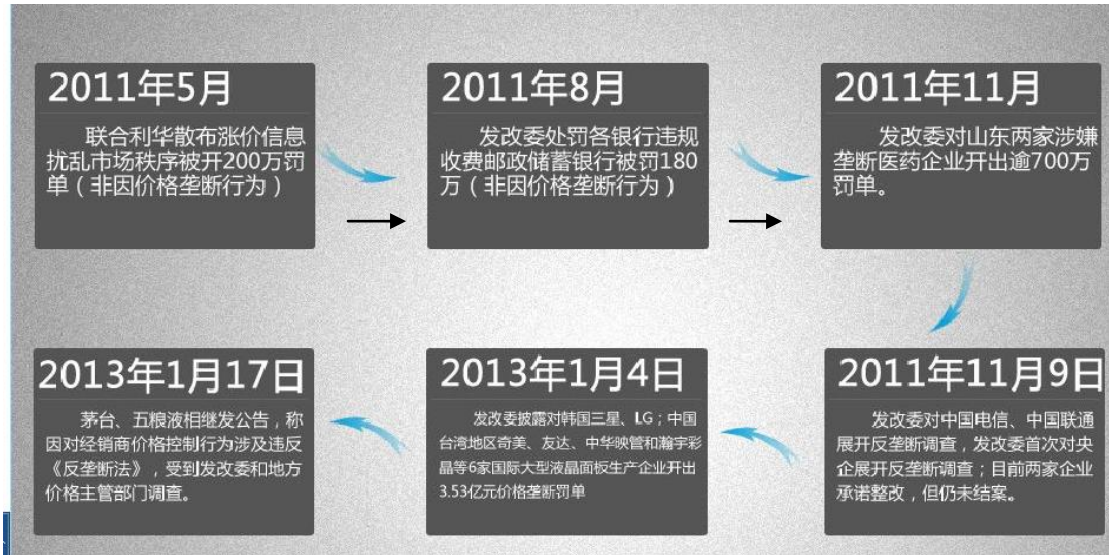 2011年5月
联合利华散布涨价信息
扰乱市场秩序被开200万罚
单（非因价格垄断行为）
2011年8月
发改委处罚各银行违规
收费邮政储蓄银行被罚180
万（非因价格垄断行为）
2011年11月
发改委对山东两家涉嫌
垄断医药企业开出逾700万
罚单。
2011年11月9日
发改委对中国电信、中国联通
展开反垄断调查，发改委首次对央
企展开反垄断调查；目前两家企业
承诺整改，但仍未结案。
2013年1月4日
发改委披露对韩国三星、LG；中国
台湾地区奇美、友达、中华映管和瀚宇彩
晶等6家国际大型液晶面板生产企业开出
3.53亿元价格垄断罚单
2013年1月17日
茅台、五粮液相继发公告，称
因对经销商价格控制行为涉及违反
《反垄断法》，受到发改委和地方
价格主管部门调查。